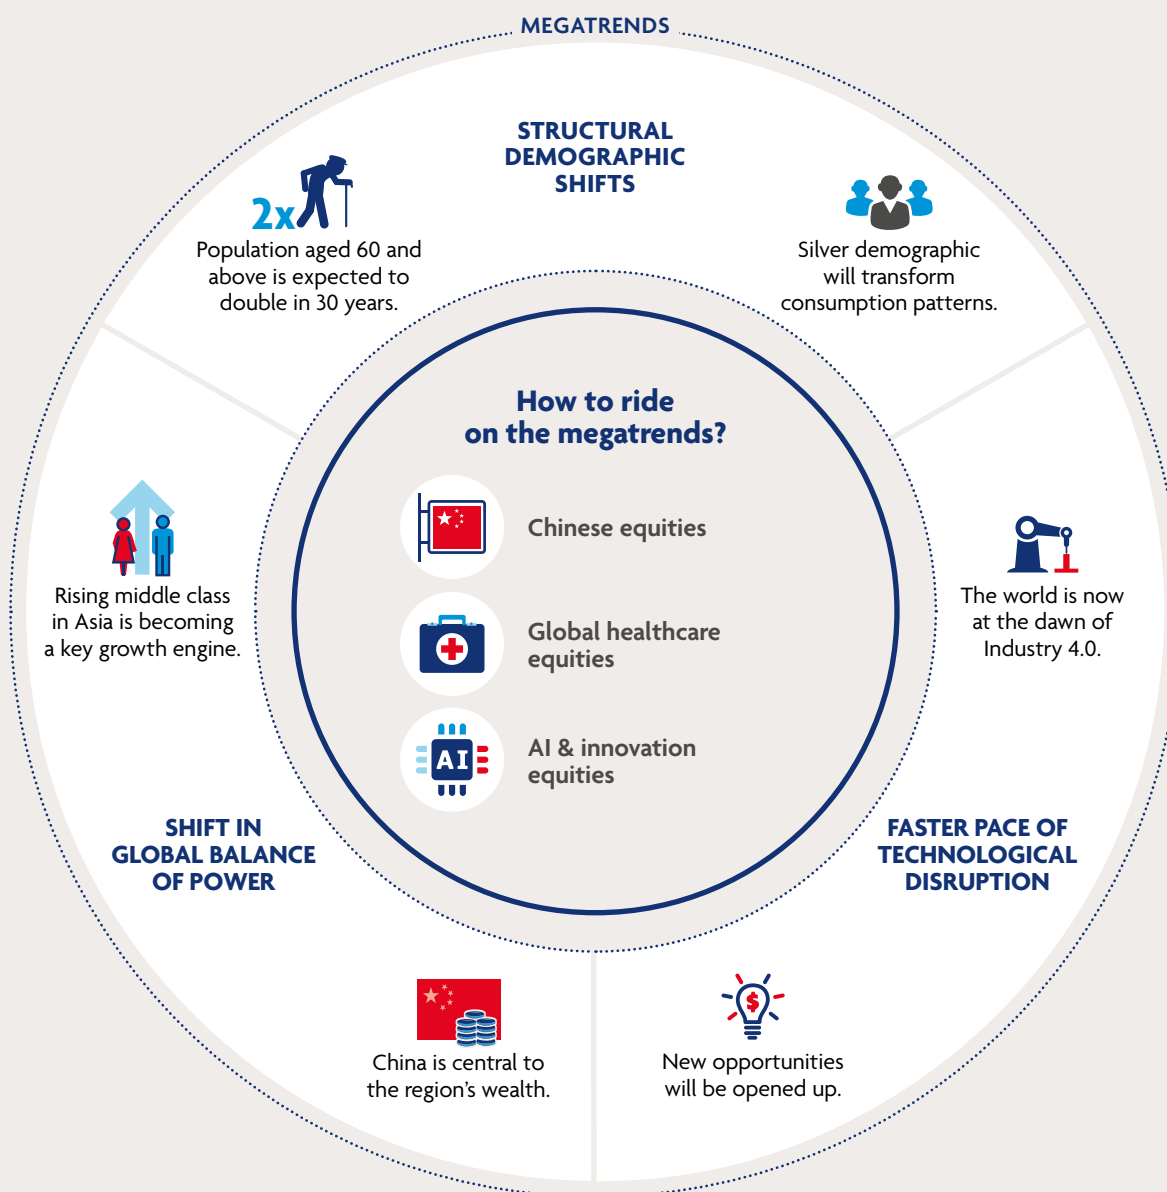 MEGATRENDS
STRUCTURAL
DEMOGRAPHIC
SHIFTS
2x
Population aged 60 and
above is expected to
double in 30 years.
Silver demographic
will transform
consumption patterns.
How to ride
on the megatrends?
Chinese equities
Global healthcare
equities
AI
AI & innovation
equities
Rising middle class
in Asia is becoming
a key growth engine.
SHIFT IN
GLOBAL BALANCE
OF POWER
China is central to
the region's wealth.
The world is now
at the dawn of
Industry 4.0.
FASTER PACE OF
TECHNOLOGICAL
DISRUPTION
$
New opportunities
will be opened up.